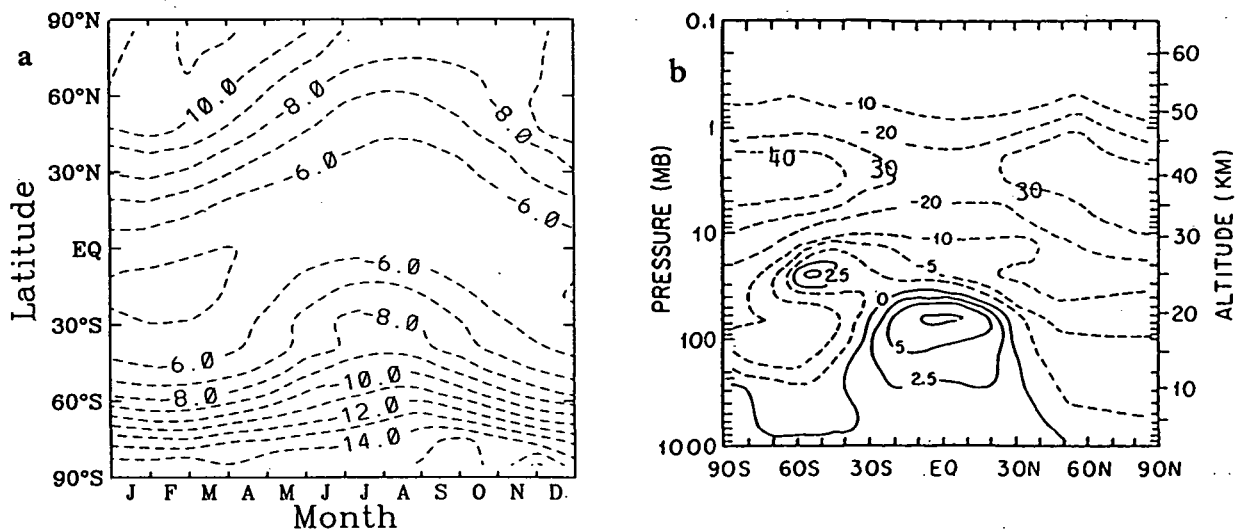 a
Latitude
90°N
60°N
30°N
EQ
30°S
60°S
90°S
10.0
8.0
8.0
6.0
6.0
6.0
8.0
6.0
8.0
10.0
12.0
14.0
J F M A M J J A S O N D
Month
b
PRESSURE (MB)
0.1
1
10
100
1000
-10
-20
40
30
30
-20
-10
-5
2.5
0
5
2.5
90S 60S 30S EQ 30N 60N 90N
60
50
40
30
20
10
ALTITUDE (KM)